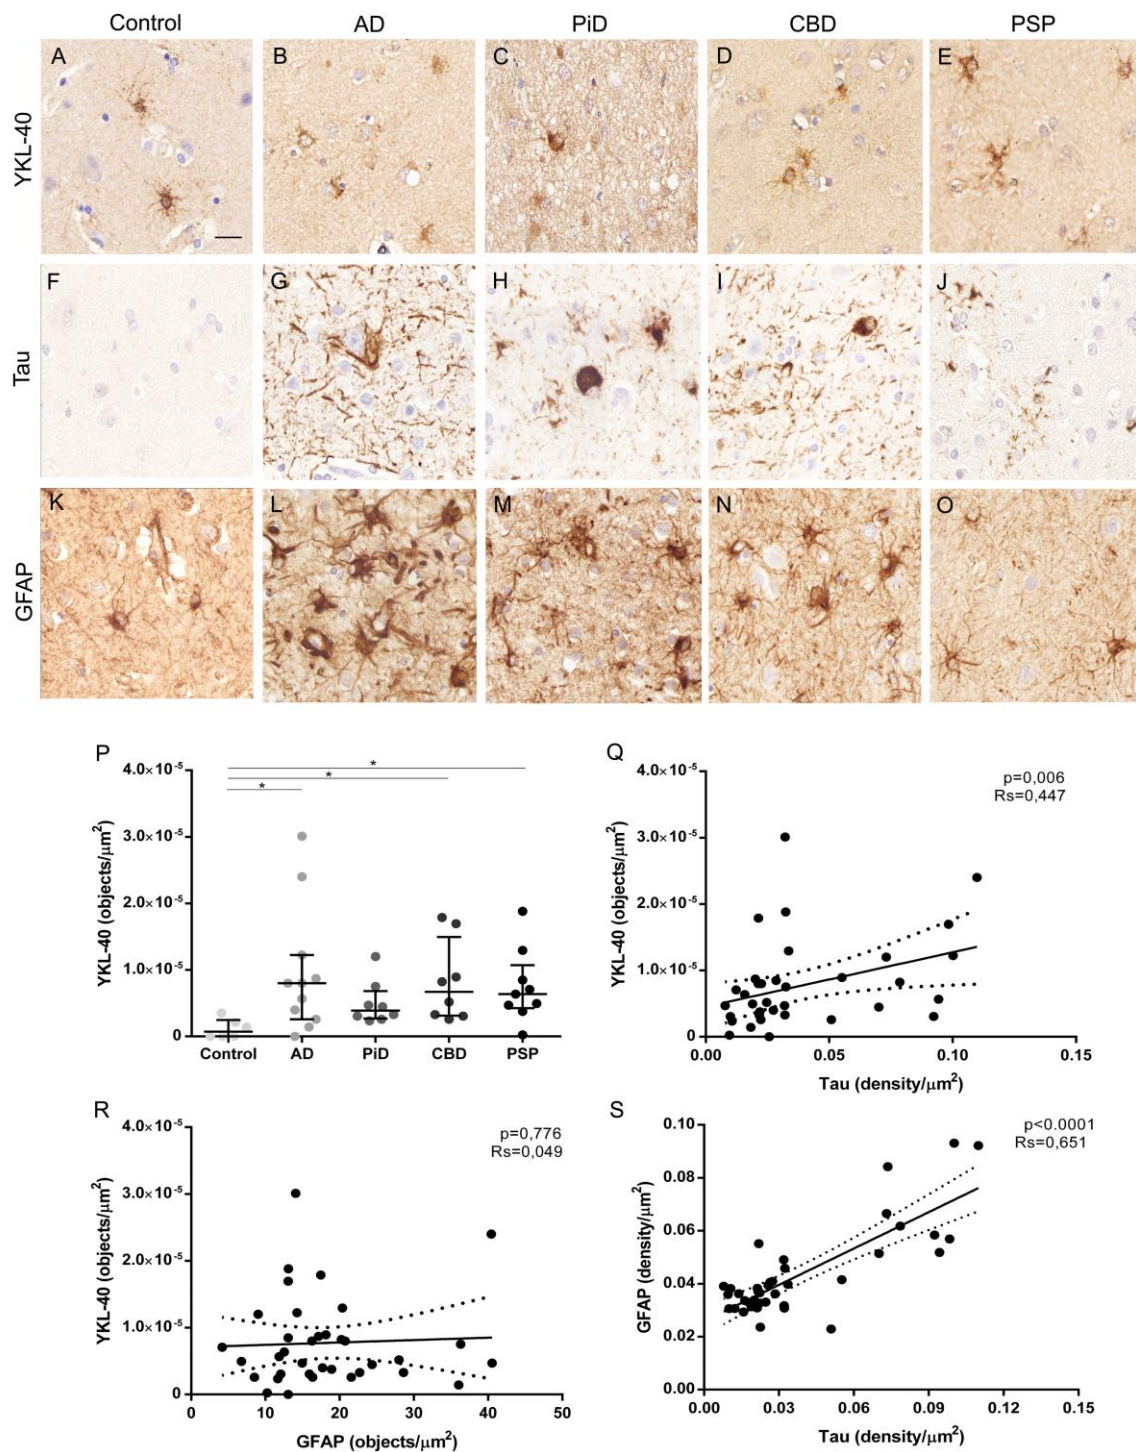 Control AD PiD CBD PSP
YKL-40
A B C D E
Tau
F G H I J
GFAP
K L M N O
P
YKL-40 (objects/μm²)
4.0×10⁻⁵
3.0×10⁻⁵
2.0×10⁻⁵
1.0×10⁻⁵
0
* * *
Control AD PiD CBD PSP
Q
p=0,006
Rs=0,447
YKL-40 (objects/μm²)
4.0×10⁻⁵
3.0×10⁻⁵
2.0×10⁻⁵
1.0×10⁻⁵
0
0.00 0.05 0.10 0.15
Tau (density/μm²)
R
p=0,776
Rs=0,049
YKL-40 (objects/μm²)
4.0×10⁻⁵
3.0×10⁻⁵
2.0×10⁻⁵
1.0×10⁻⁵
0
0 10 20 30 40 50
GFAP (objects/μm²)
S
p<0.0001
Rs=0,651
GFAP (density/μm²)
0.10
0.08
0.06
0.04
0.02
0.00
0.00 0.03 0.06 0.09 0.12 0.15
Tau (density/μm²)